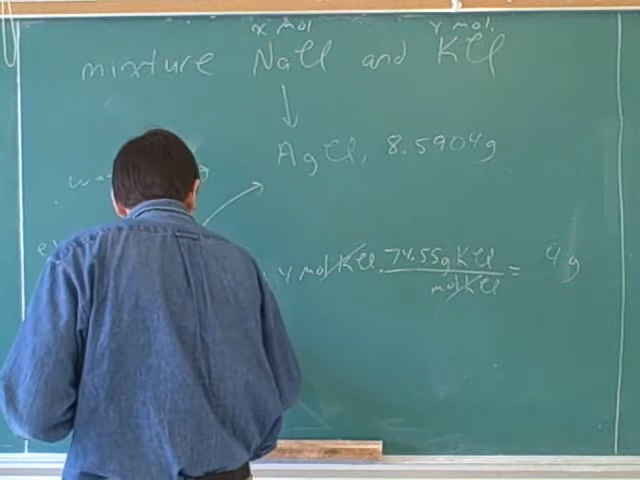 x mol y mol
mixture NaCl and KCl
↓
AgCl, 8.5904g
y mol KCl · 74.55g KCl / mol KCl = 4 g